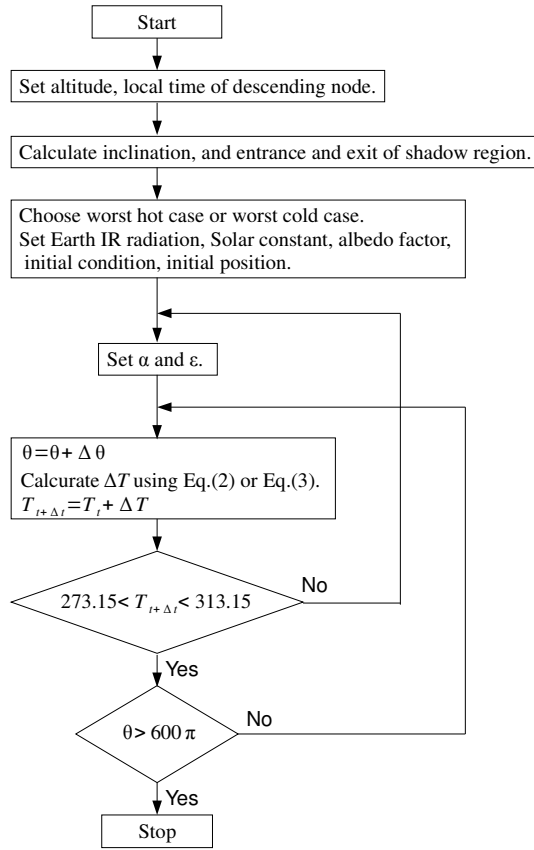 Start
Set altitude, local time of descending node.
Calculate inclination, and entrance and exit of shadow region.
Choose worst hot case or worst cold case.
Set Earth IR radiation, Solar constant, albedo factor,
initial condition, initial position.
Set α and ε.
θ=θ+ Δθ
Calcurate ΔT using Eq.(2) or Eq.(3).
T t+Δt = T t + ΔT
273.15< T t+Δt < 313.15
No
Yes
θ> 600 π
No
Yes
Stop